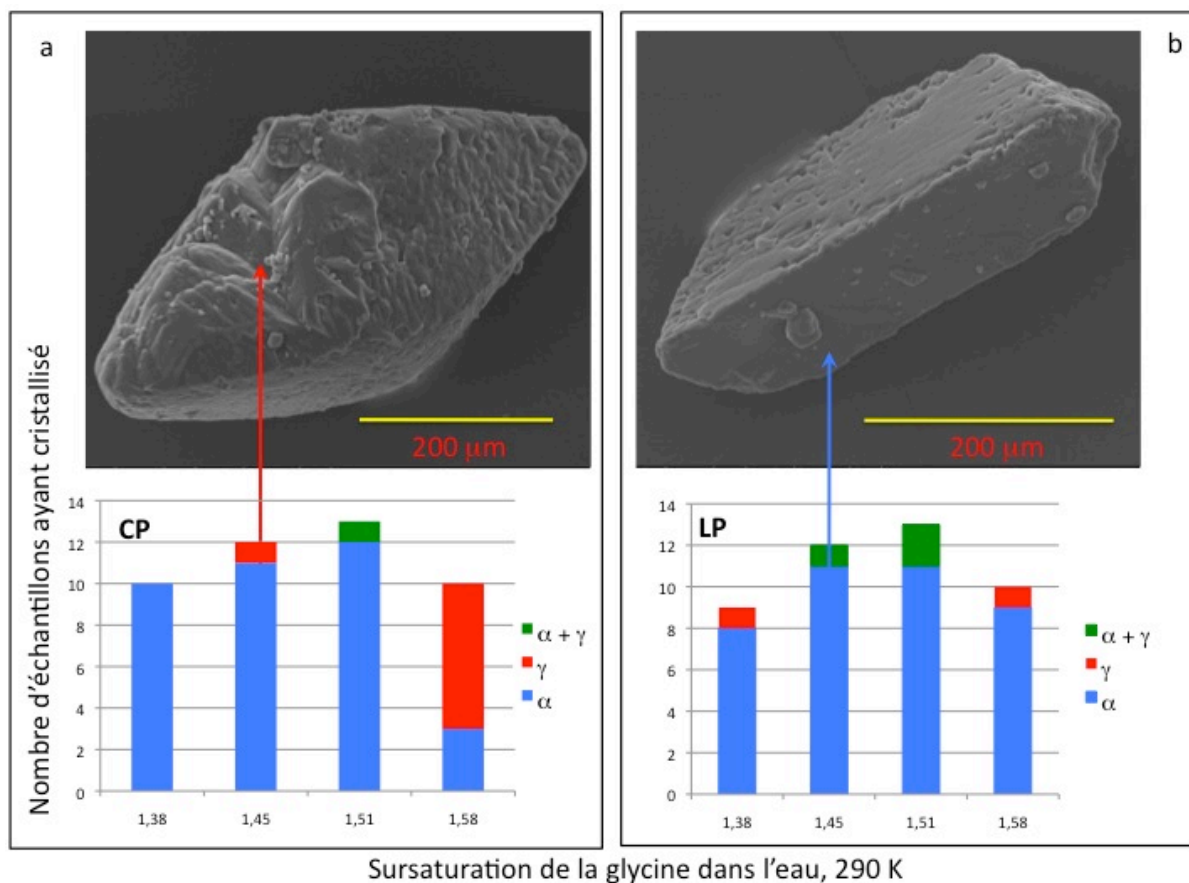 a
200 µm
b
200 µm
Nombre d'échantillons ayant cristallisé
CP
14
12
10
8
6
4
2
0
1,38
1,45
1,51
1,58
α + γ
γ
α
LP
14
12
10
8
6
4
2
0
1,38
1,45
1,51
1,58
α + γ
γ
α
Sursaturation de la glycine dans l'eau, 290 K